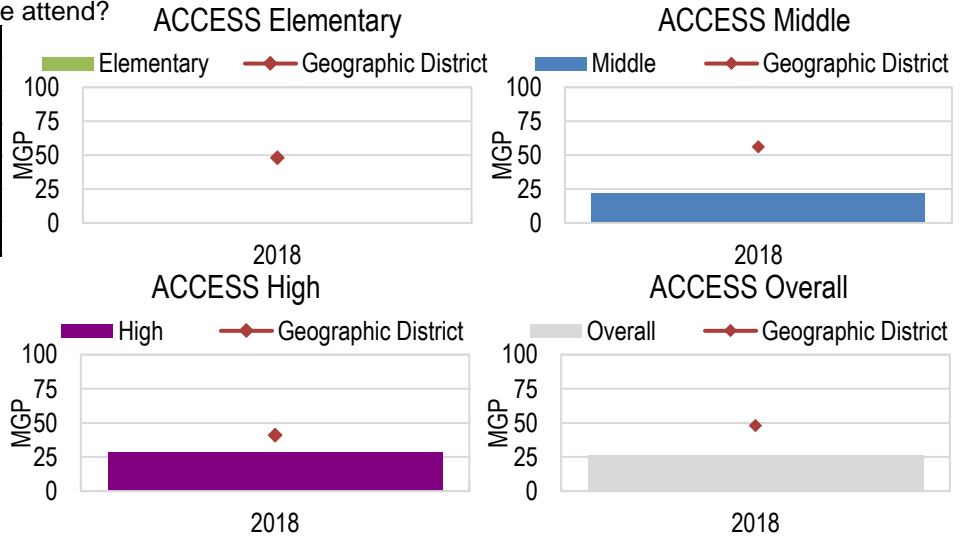 e attend?
ACCESS Elementary
Elementary
Geographic District
100
75
50
25
0
MGP
2018
ACCESS Middle
Middle
Geographic District
100
75
50
25
0
MGP
2018
ACCESS High
High
Geographic District
100
75
50
25
0
MGP
2018
ACCESS Overall
Overall
Geographic District
100
75
50
25
0
MGP
2018